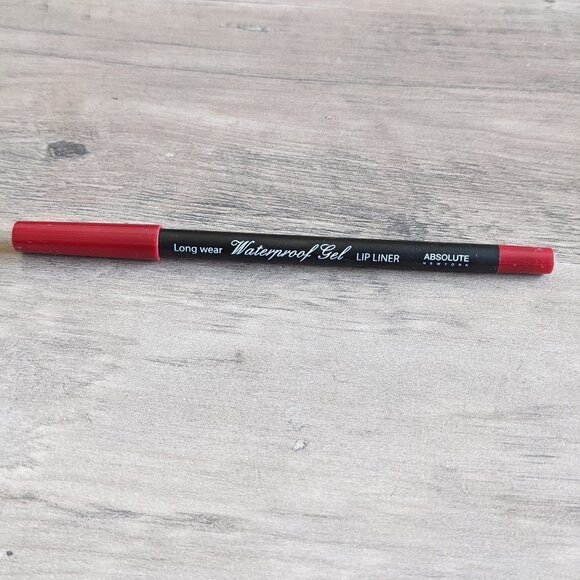 Long wear Waterproof Gel LIP LINER
ABSOLUTE
NEW YORK